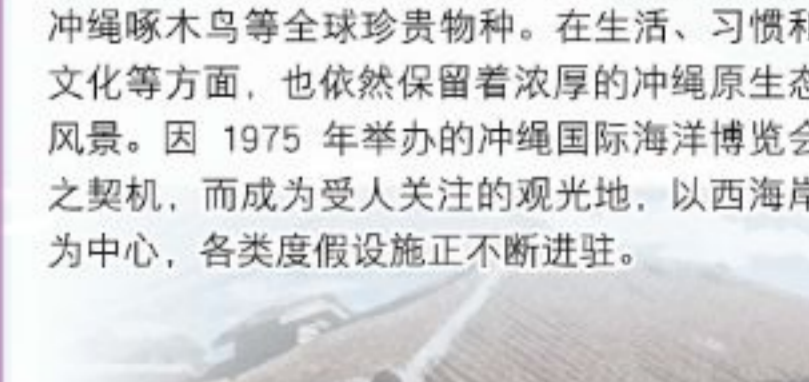 冲绳啄木鸟等全球珍贵物种。在生活、习惯和
文化等方面，也依然保留着浓厚的冲绳原生态
风景。因 1975 年举办的冲绳国际海洋博览会
之契机，而成为受人关注的观光地，以西海岸
为中心，各类度假设施正不断进驻。